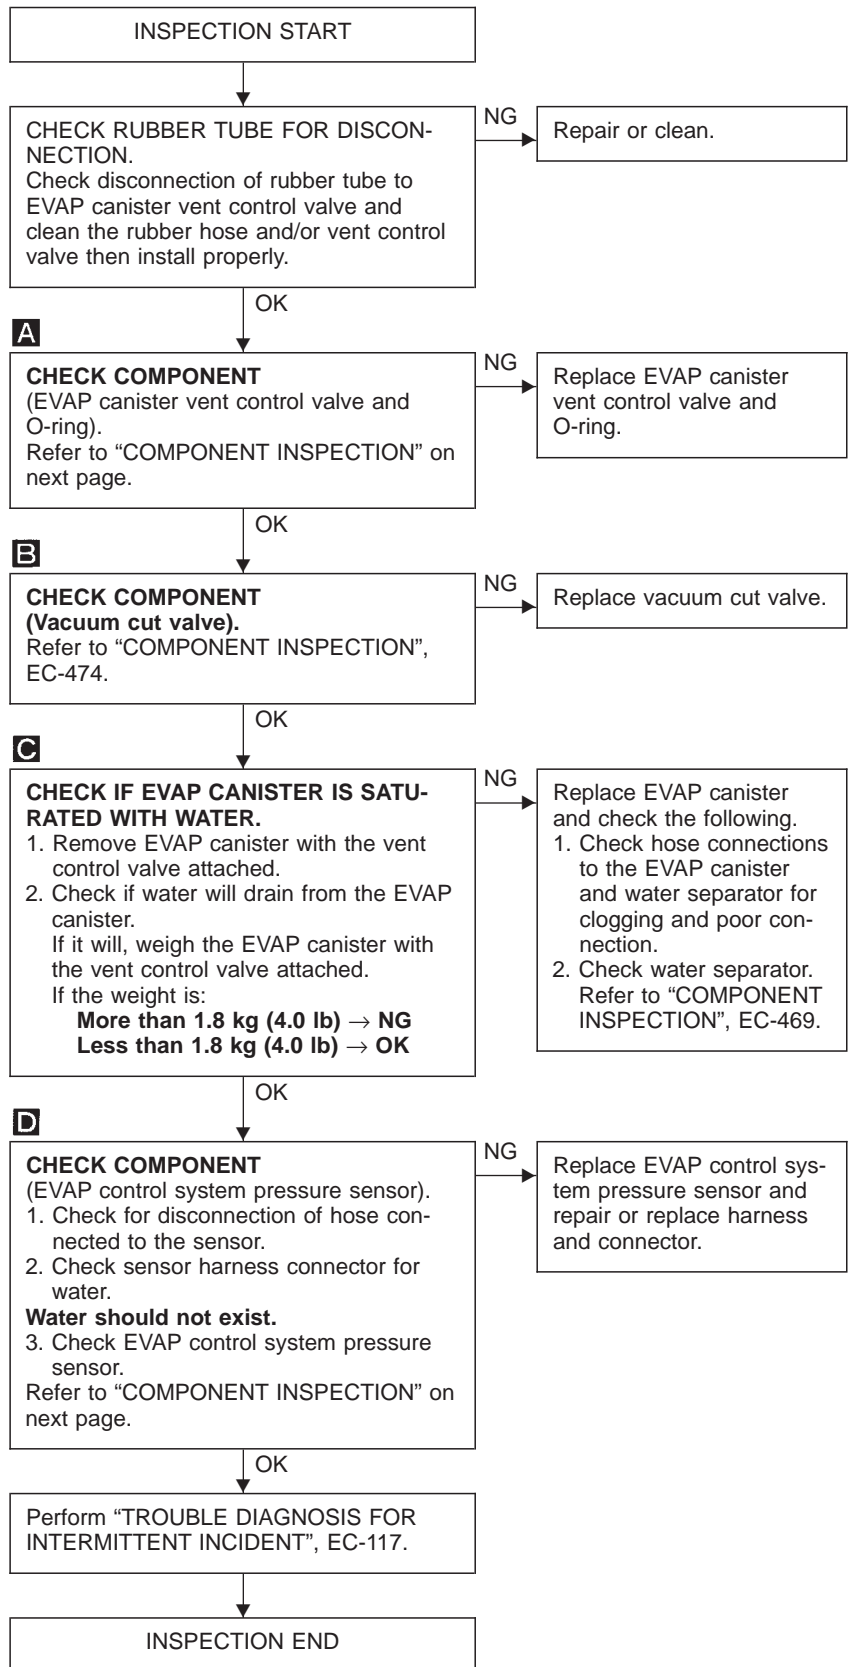 INSPECTION START
CHECK RUBBER TUBE FOR DISCON-
NECTION.
Check disconnection of rubber tube to
EVAP canister vent control valve and
clean the rubber hose and/or vent control
valve then install properly.
NG
Repair or clean.
OK
A
CHECK COMPONENT
(EVAP canister vent control valve and
O-ring).
Refer to “COMPONENT INSPECTION” on
next page.
NG
Replace EVAP canister
vent control valve and
O-ring.
OK
B
CHECK COMPONENT
(Vacuum cut valve).
Refer to “COMPONENT INSPECTION”,
EC-474.
NG
Replace vacuum cut valve.
OK
C
CHECK IF EVAP CANISTER IS SATU-
RATED WITH WATER.
1. Remove EVAP canister with the vent
control valve attached.
2. Check if water will drain from the EVAP
canister.
If it will, weigh the EVAP canister with
the vent control valve attached.
If the weight is:
More than 1.8 kg (4.0 lb) → NG
Less than 1.8 kg (4.0 lb) → OK
NG
Replace EVAP canister
and check the following.
1. Check hose connections
to the EVAP canister
and water separator for
clogging and poor con-
nection.
2. Check water separator.
Refer to “COMPONENT
INSPECTION”, EC-469.
OK
D
CHECK COMPONENT
(EVAP control system pressure sensor).
1. Check for disconnection of hose con-
nected to the sensor.
2. Check sensor harness connector for
water.
Water should not exist.
3. Check EVAP control system pressure
sensor.
Refer to “COMPONENT INSPECTION” on
next page.
NG
Replace EVAP control sys-
tem pressure sensor and
repair or replace harness
and connector.
OK
Perform “TROUBLE DIAGNOSIS FOR
INTERMITTENT INCIDENT”, EC-117.
INSPECTION END